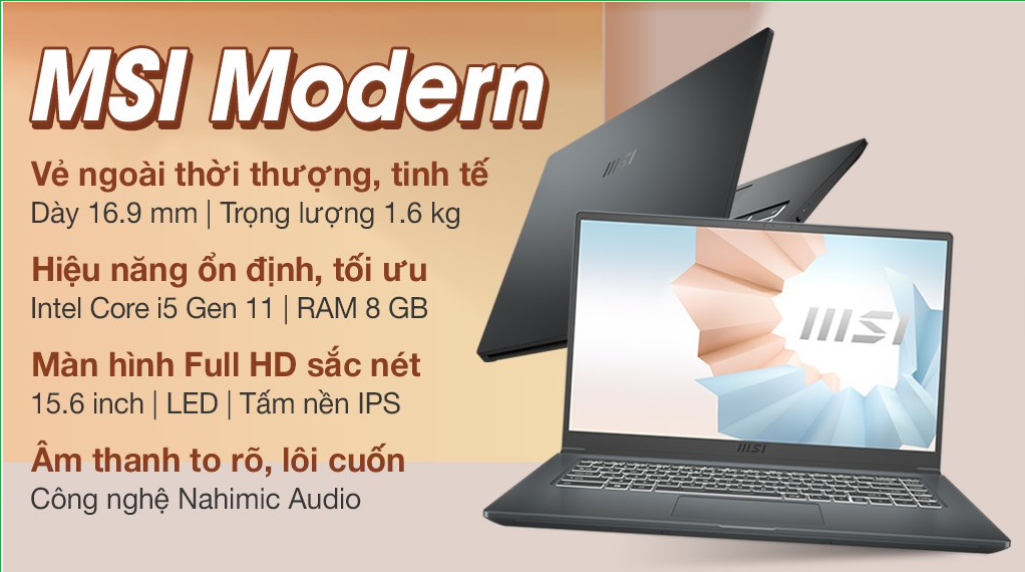 MSI Modern
Vẻ ngoài thời thượng, tinh tế
Dày 16.9 mm | Trọng lượng 1.6 kg
Hiệu năng ổn định, tối ưu
Intel Core i5 Gen 11 | RAM 8 GB
Màn hình Full HD sắc nét
15.6 inch | LED | Tấm nền IPS
Âm thanh to rõ, lôi cuốn
Công nghệ Nahimic Audio
msi
msi
msi